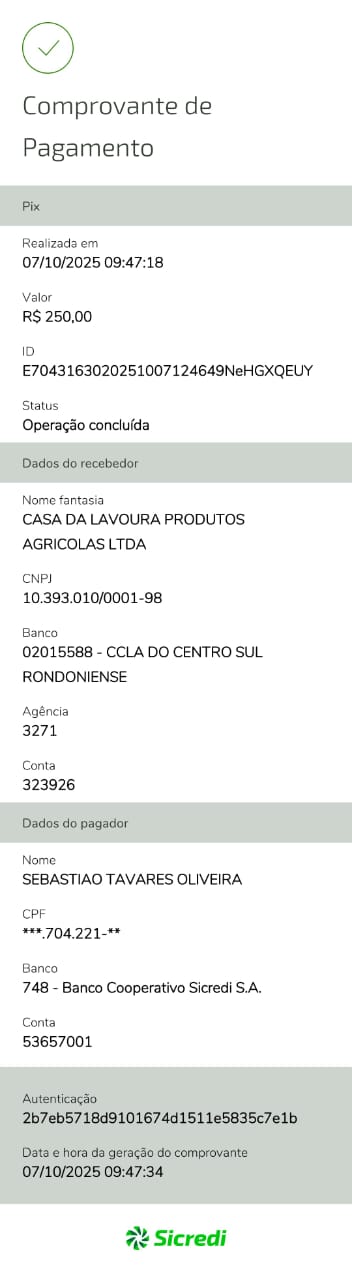 Comprovante de
Pagamento
Pix
Realizada em
07/10/2025 09:47:18
Valor
R$ 250,00
ID
E7043163020251007124649NeHGXQEUY
Status
Operação concluída
Dados do recebedor
Nome fantasia
CASA DA LAVOURA PRODUTOS
AGRICOLAS LTDA
CNPJ
10.393.010/0001-98
Banco
02015588 - CCLA DO CENTRO SUL
RONDONIENSE
Agência
3271
Conta
323926
Dados do pagador
Nome
SEBASTIAO TAVARES OLIVEIRA
CPF
***.704.221-**
Banco
748 - Banco Cooperativo Sicredi S.A.
Conta
53657001
Autenticação
2b7eb5718d9101674d1511e5835c7e1b
Data e hora da geração do comprovante
07/10/2025 09:47:34
Sicredi